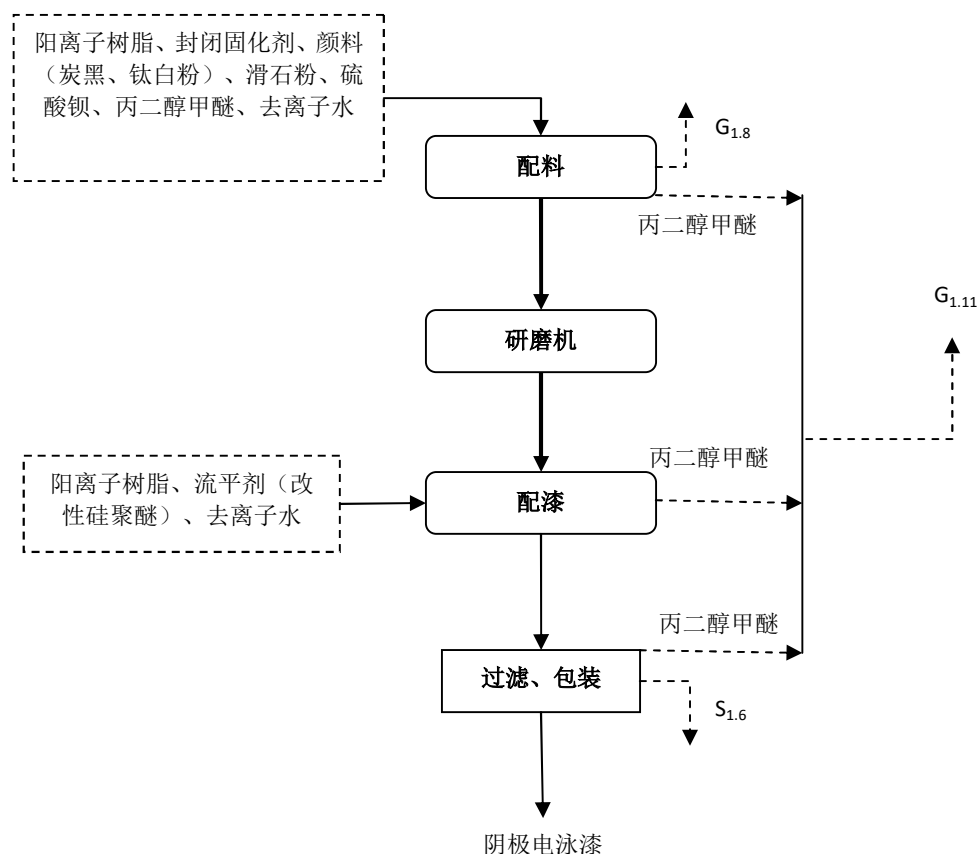 阳离子树脂、封闭固化剂、颜料
（炭黑、钛白粉）、滑石粉、硫
酸钡、丙二醇甲醚、去离子水
G1.8
配料
丙二醇甲醚
G1.11
研磨机
丙二醇甲醚
阳离子树脂、流平剂（改
性硅聚醚）、去离子水
配漆
丙二醇甲醚
过滤、包装
S1.6
阴极电泳漆